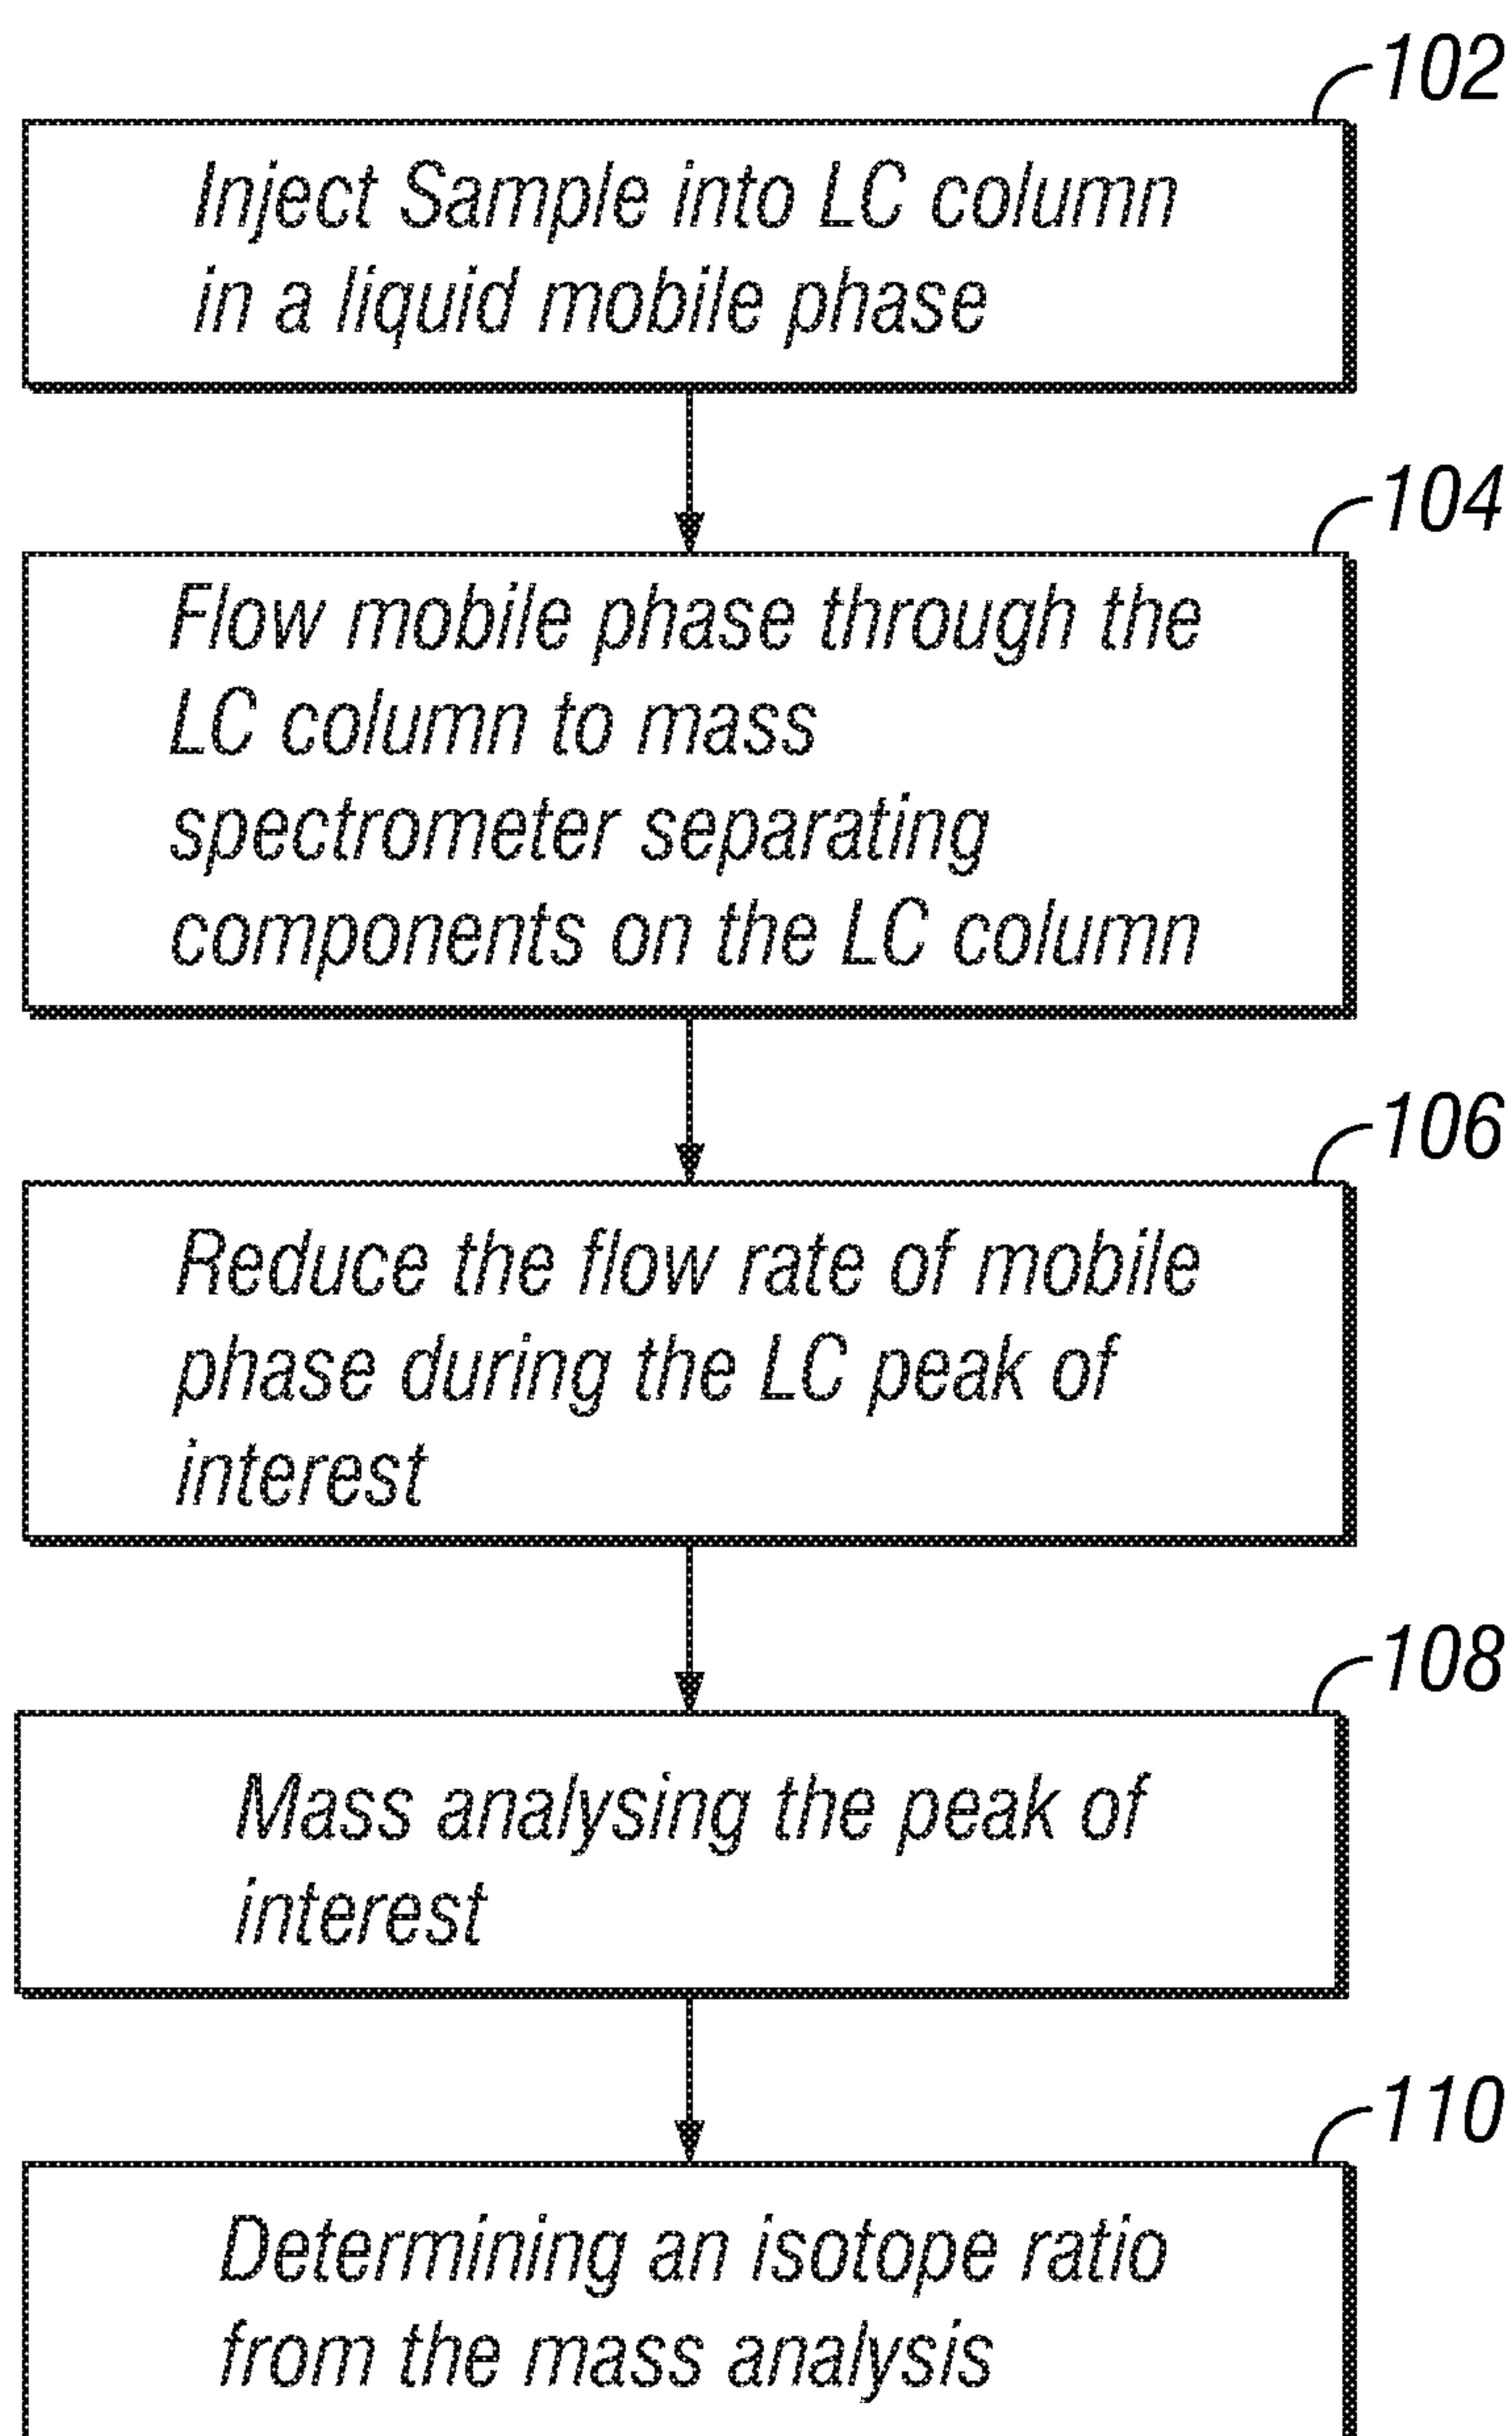 102
Inject Sample into LC column
in a liquid mobile phase
104
Flow mobile phase through the
LC column to mass
spectrometer separating
components on the LC column
106
Reduce the flow rate of mobile
phase during the LC peak of
interest
108
Mass analysing the peak of
interest
110
Determining an isotope ratio
from the mass analysis